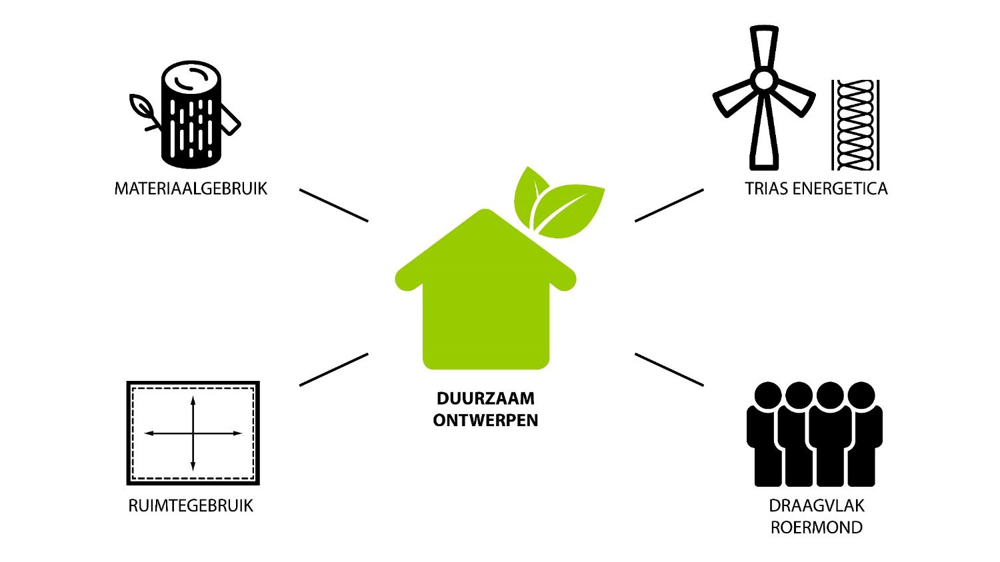 MATERIAALGEBRUIK
TRIAS ENERGETICA
DUURZAAM
ONTWERPEN
RUIMTEGEBRUIK
DRAAGVLAK
ROERMOND